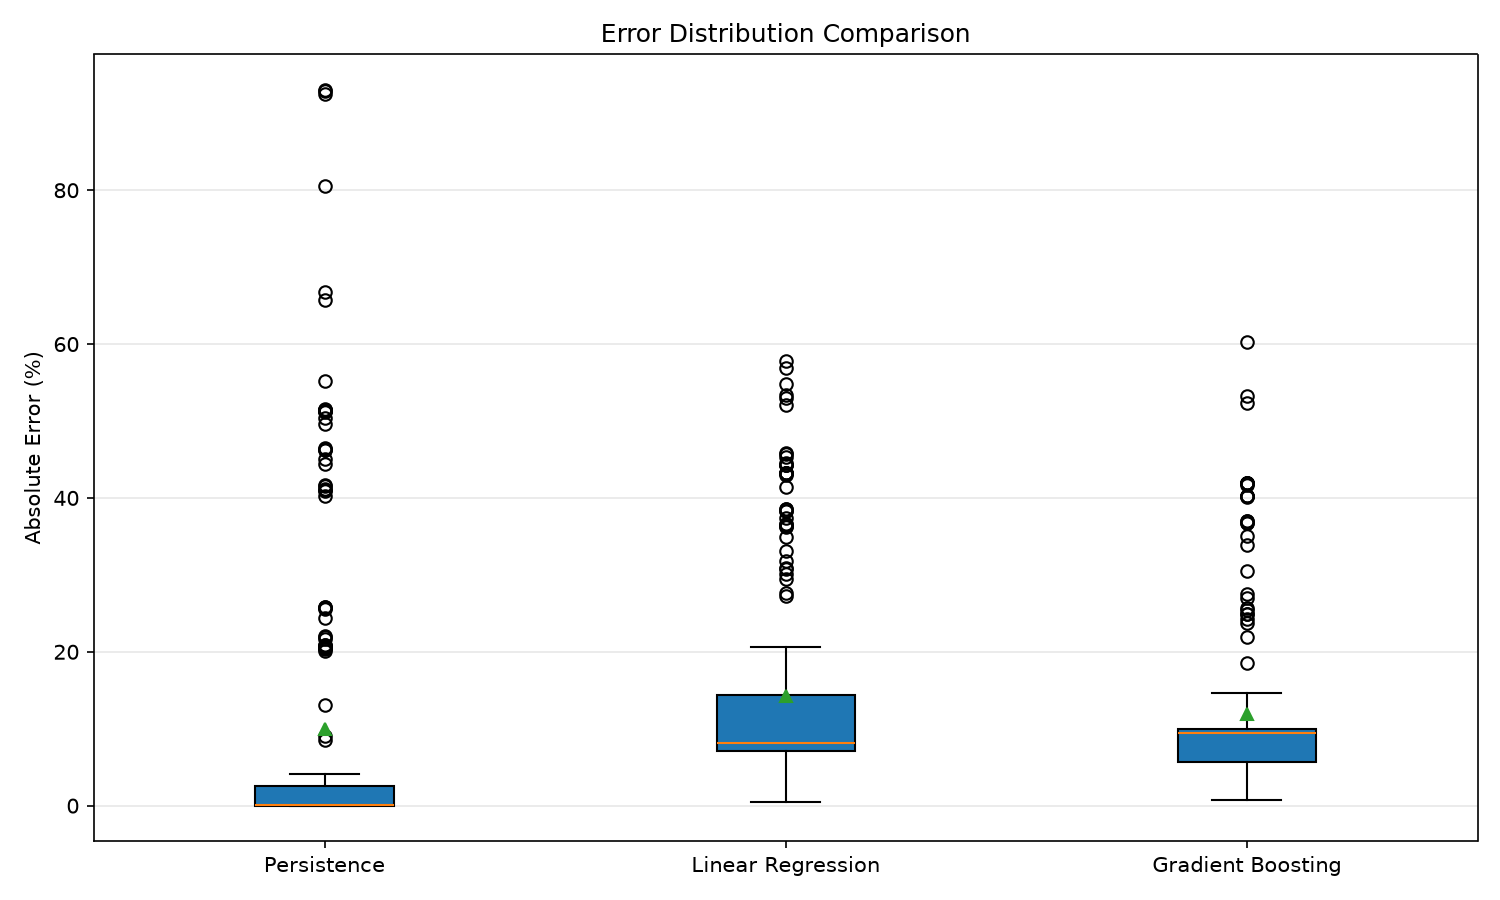 Error Distribution Comparison
Absolute Error (%)
80
60
40
20
0
Persistence
Linear Regression
Gradient Boosting